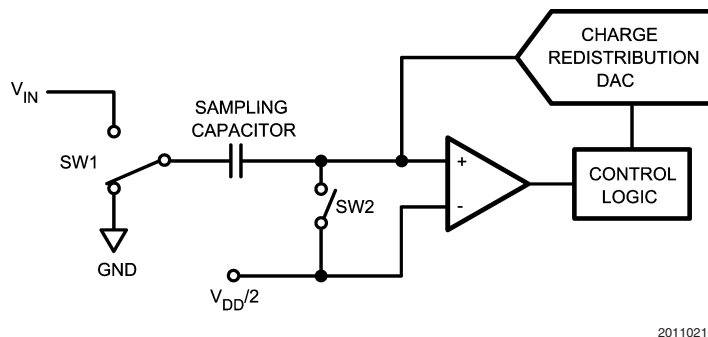 CHARGE
REDISTRIBUTION
DAC
V_IN
SAMPLING
CAPACITOR
SW1
+
-
CONTROL
LOGIC
SW2
GND
V_DD/2
2011021